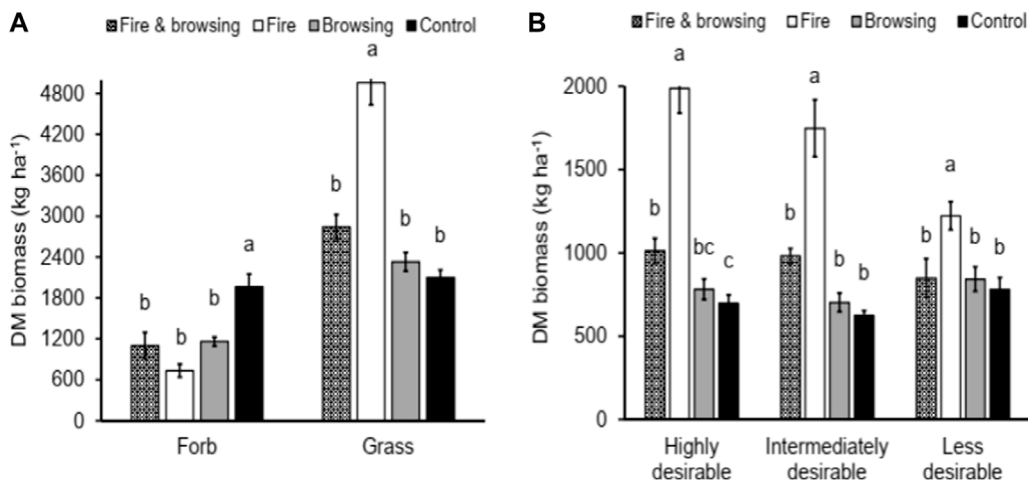 A
Fire & browsing Fire Browsing Control
DM biomass (kg ha⁻¹)
4800
4200
3600
3000
2400
1800
1200
600
0
b
b
b
a
b
a
b
b
Forb Grass
B
Fire & browsing Fire Browsing Control
DM biomass (kg ha⁻¹)
2000
1500
1000
500
0
b
a
bc
c
b
a
b
b
b
a
b
b
Highly desirable
Intermediately desirable
Less desirable